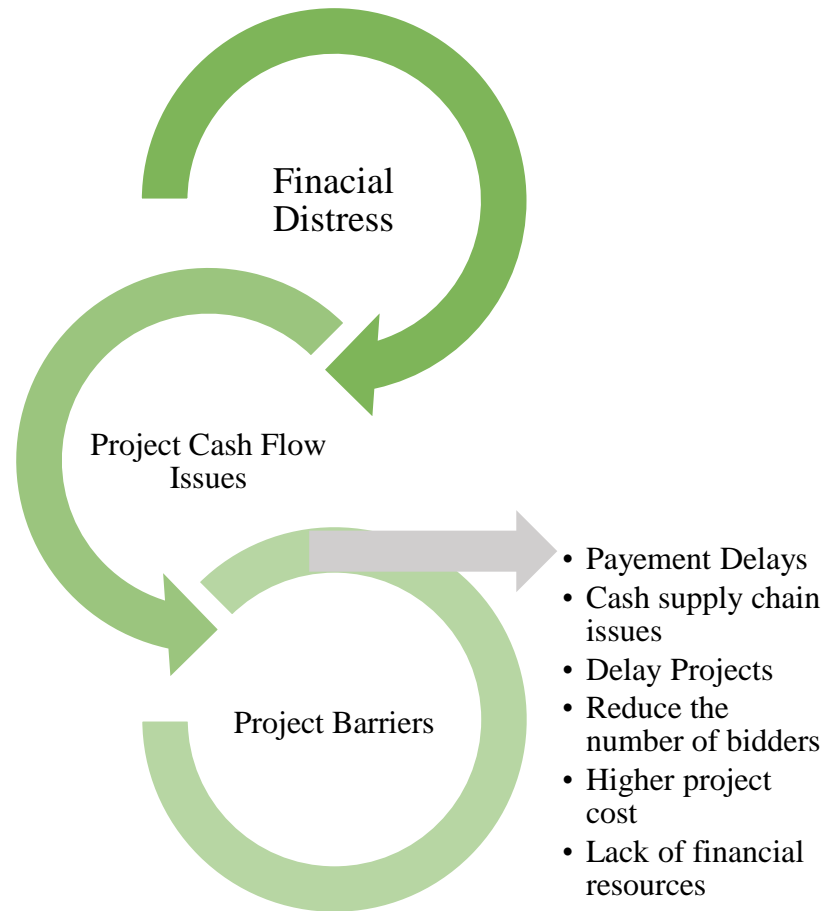 Finacial
Distress
Project Cash Flow
Issues
Project Barriers
• Payement Delays
• Cash supply chain
issues
• Delay Projects
• Reduce the
number of bidders
• Higher project
cost
• Lack of financial
resources